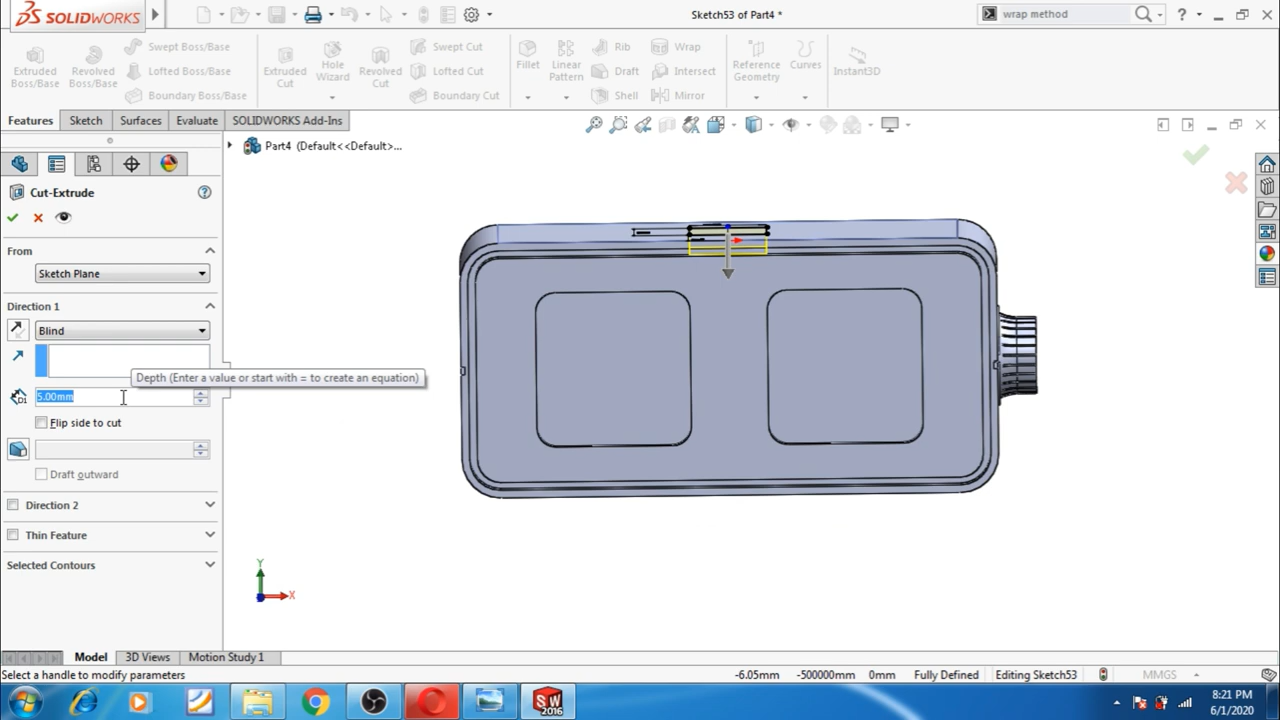 SOLIDWORKS
Sketch53 of Part4 *
wrap method
?
Extruded Boss/Base
Revolved Boss/Base
Swept Boss/Base
Lofted Boss/Base
Boundary Boss/Base
Extruded Cut
Hole Wizard
Revolved Cut
Swept Cut
Lofted Cut
Boundary Cut
Fillet
Linear Pattern
Rib
Draft
Shell
Wrap
Intersect
Mirror
Reference Geometry
Curves
Instant3D
Features
Sketch
Surfaces
Evaluate
SOLIDWORKS Add-Ins
Part4 (Default<<Default>...
Cut-Extrude
?
From
Sketch Plane
Direction 1
Blind
Depth (Enter a value or start with = to create an equation)
D1
5.00mm
Flip side to cut
Draft outward
Direction 2
Thin Feature
Selected Contours
Y
X
Model
3D Views
Motion Study 1
Select a handle to modify parameters
-6.05mm
-500000mm
0mm
Fully Defined
Editing Sketch53
MMGS
SW
2016
8:21 PM
6/1/2020